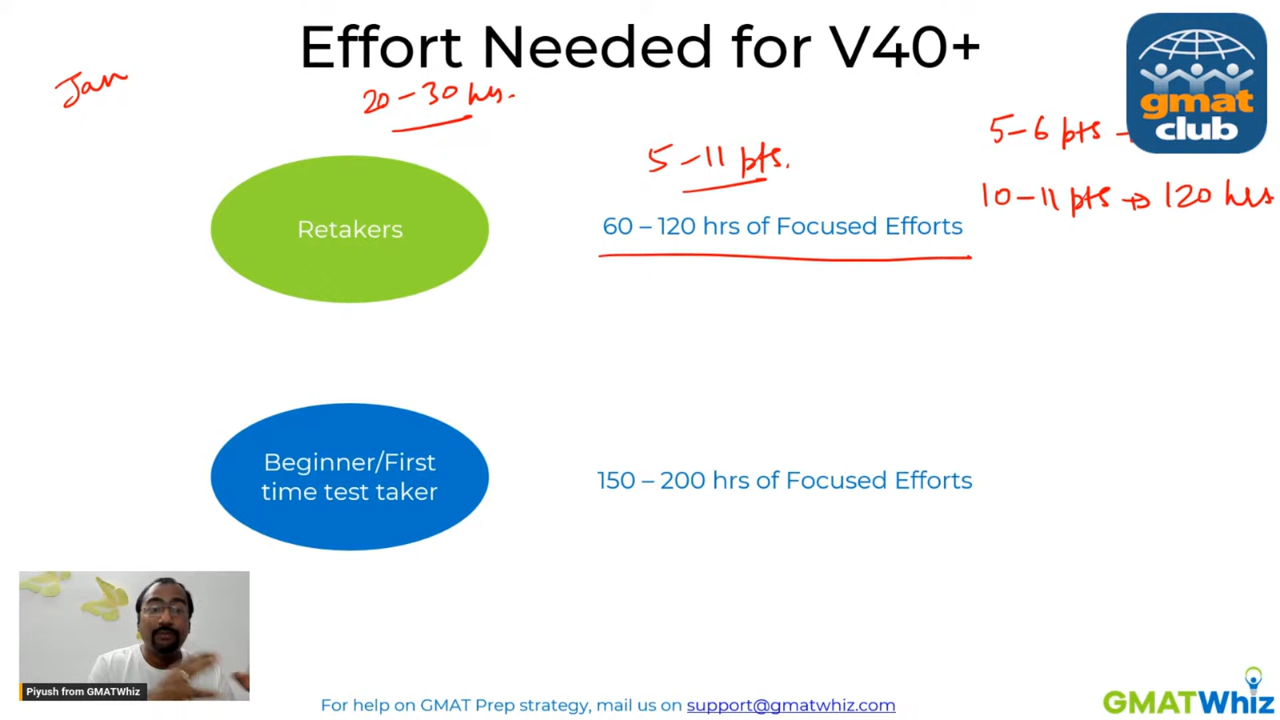 Effort Needed for V40+
Jan
20 – 30 hrs.
gmat
club
5 – 6 pts
5 – 11 pts.
10 – 11 pts → 120 hrs
Retakers
60 – 120 hrs of Focused Efforts
Beginner/First
time test taker
150 – 200 hrs of Focused Efforts
Piyush from GMATWhiz
For help on GMAT Prep strategy, mail us on support@gmatwhiz.com
GMATWhiz